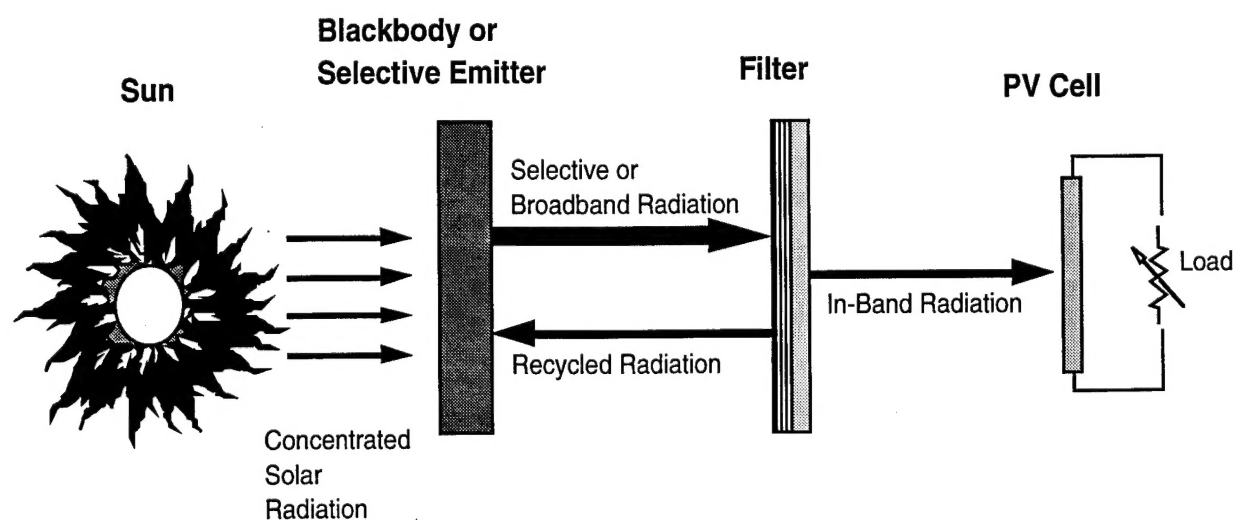 Sun
Blackbody or
Selective Emitter
Filter
PV Cell
Selective or
Broadband Radiation
Recycled Radiation
In-Band Radiation
Load
Concentrated
Solar
Radiation